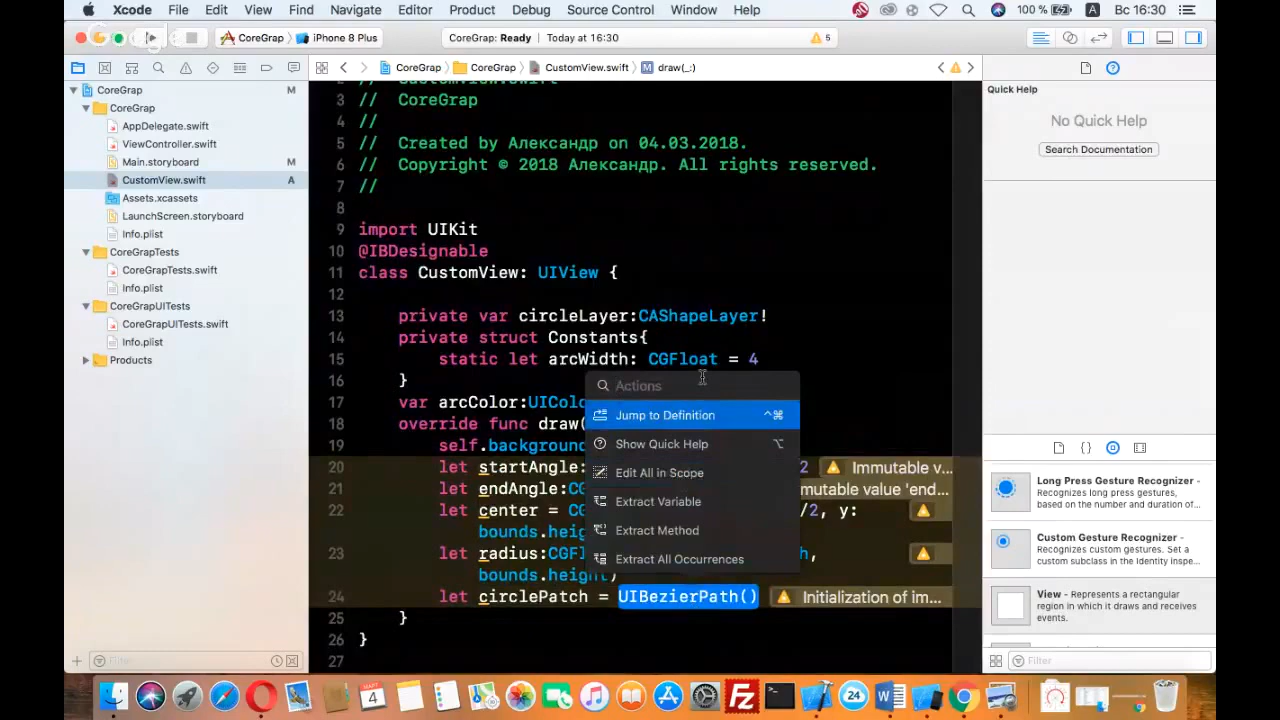 Xcode File Edit View Find Navigate Editor Product Debug Source Control Window Help 100 % A Вс 16:30
CoreGrap iPhone 8 Plus CoreGrap: Ready Today at 16:30 5
CoreGrap CoreGrap CustomView.swift M draw(_:)
CoreGrap M
CoreGrap
AppDelegate.swift
ViewController.swift
Main.storyboard M
CustomView.swift A
Assets.xcassets
LaunchScreen.storyboard
Info.plist
CoreGrapTests
CoreGrapTests.swift
Info.plist
CoreGrapUITests
CoreGrapUITests.swift
Info.plist
Products
Filter
3 // CoreGrap
4 //
5 // Created by Александр on 04.03.2018.
6 // Copyright © 2018 Александр. All rights reserved.
7 //
8
9 import UIKit
10 @IBDesignable
11 class CustomView: UIView {
12
13 private var circleLayer:CAShapeLayer!
14 private struct Constants{
15 static let arcWidth: CGFloat = 4
16 }
17 var arcColor:UIColo
18 override func draw(
19 self.background
20 let startAngle: 2 Immutable v...
21 let endAngle:CG mutable value 'end...
22 let center = CG /2, y:
bounds.heig
23 let radius:CGFl h,
bounds.height)
24 let circlePatch = UIBezierPath() Initialization of im...
25 }
26 }
27
Actions
Jump to Definition ^⌘
Show Quick Help ⌥
Edit All in Scope
Extract Variable
Extract Method
Extract All Occurrences
Quick Help
No Quick Help
Search Documentation
Long Press Gesture Recognizer -
Recognizes long press gestures,
based on the number and duration of...
Custom Gesture Recognizer -
Recognizes custom gestures. Set a
custom subclass in the identity inspe...
View - Represents a rectangular
region in which it draws and receives
events.
Filter
МАРТ
4
24